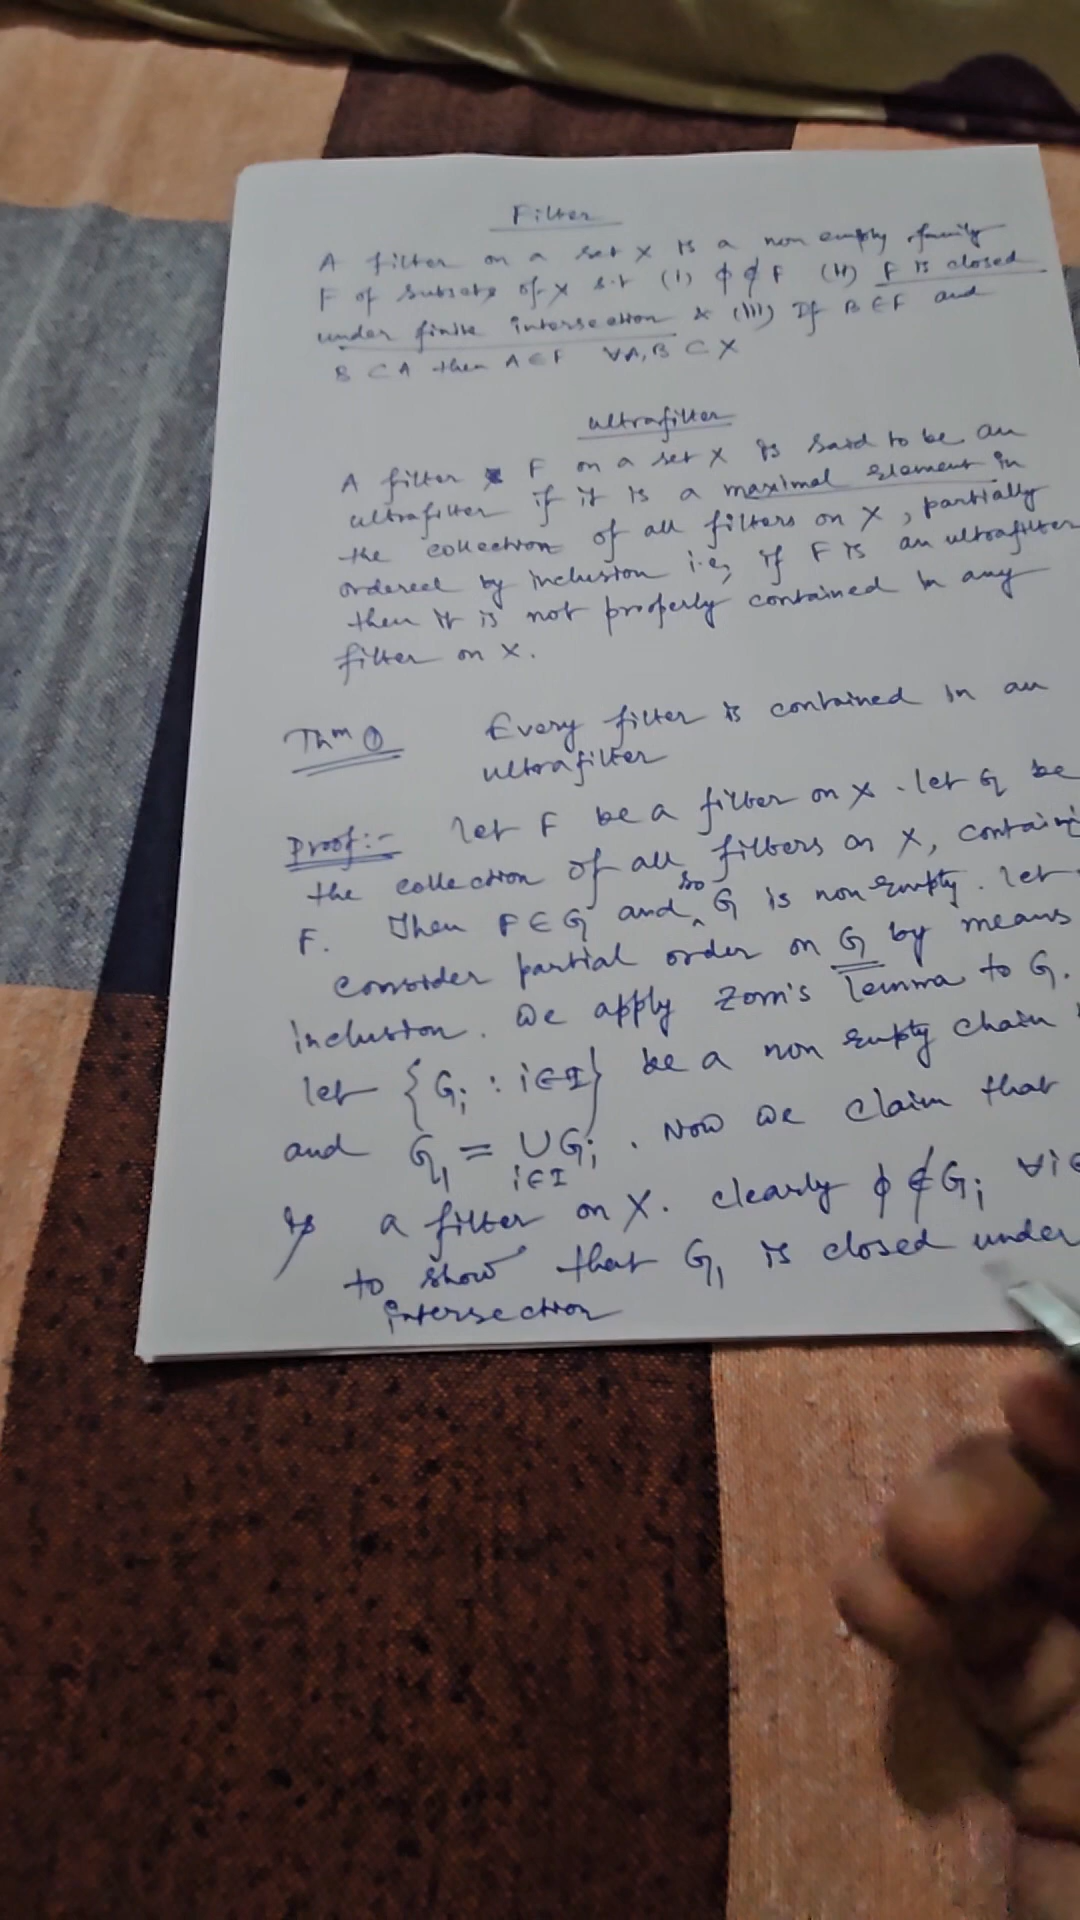 Filter
A filter on a set X is a non empty family
F of subsets of X s.t (i) ϕ ∉ F (ii) F is closed
under finite intersection & (iii) If B ∈ F and
B ⊂ A then A ∈ F ∀A, B ⊂ X
Ultrafilter
A filter F on a set X is said to be an
ultrafilter if it is a maximal element in
the collection of all filters on X, partially
ordered by inclusion i.e, if F is an ultrafilter
then it is not properly contained in any
filter on X.
Thm ① Every filter is contained in an
ultrafilter
Proof:- Let F be a filter on X. Let G be
the collection of all filters on X, containi
F. Then F ∈ G and so G is non empty. Let
consider partial order on G by means
inclusion. We apply Zorn's Lemma to G.
let {Gi : i∈I} be a non empty chain
and G1 = ∪Gi. Now we claim that
i∈I
is a filter on X. clearly ϕ ∉ Gi ∀i∈
to show that G1 is closed under
intersection